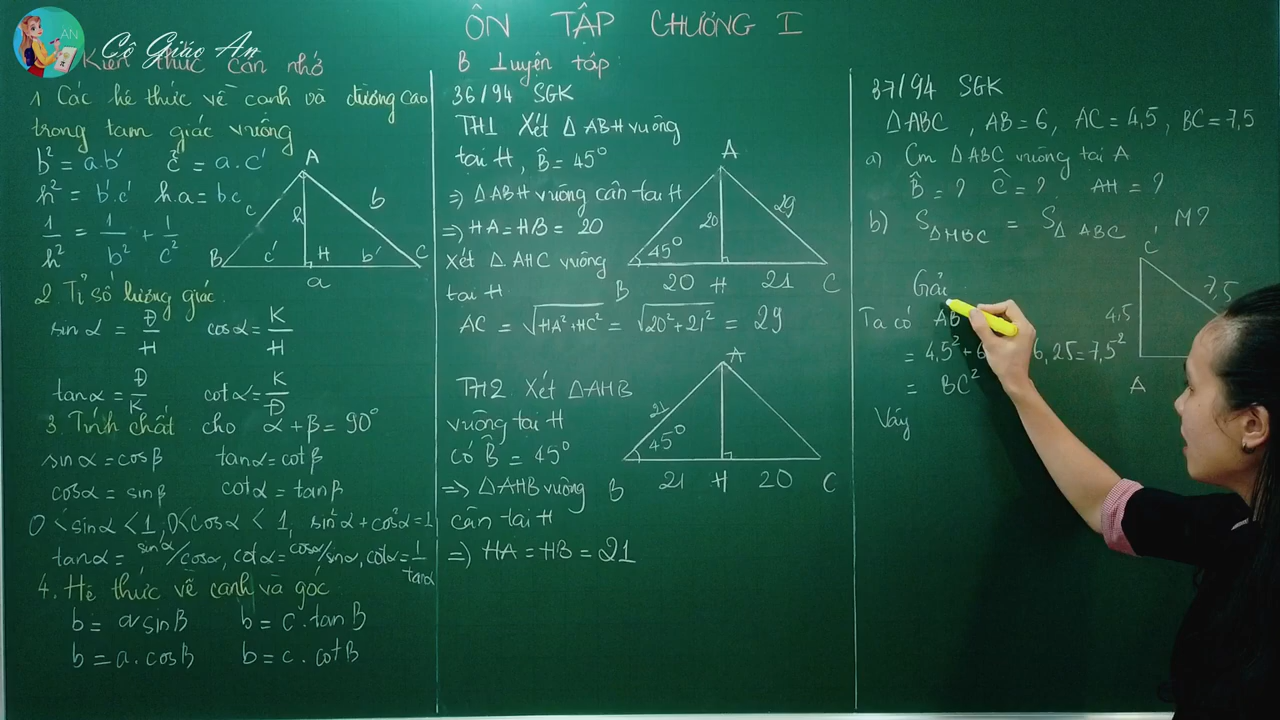 AN
Cô Giáo An
ÔN TẬP CHƯƠNG I
Kiến thức cần nhớ
1 Các hệ thức về cạnh và đường cao
trong tam giác vuông
b² = a.b' c² = a.c'
h² = b'.c' h.a = b c
1/h² = 1/b² + 1/c²
A
c
h
b
B
c'
H
b'
C
a
2. Tỉ số lượng giác.
sin α = Đ/H cos α = K/H
tan α = Đ/K cot α = K/Đ
3. Tính chất cho α + β = 90°
sin α = cos β tan α = cot β
cos α = sin β cot α = tan β
0 < sin α < 1, 0 < cos α < 1, sin²α + cos²α = 1
tan α = sin α/cos α, cot α = cos α/sin α, cot α = 1/tan α
4. Hệ thức về cạnh và góc
b = a sin B b = c. tan B
b = a. cos B b = c. cot B
B Luyện tập:
36/94 SGK
TH1 Xét Δ ABH vuông
tại H, B̂ = 45°
=> Δ ABH vuông cân tại H
=> HA = HB = 20
Xét Δ AHC vuông
tại H
AC = √HA²+HC² = √20²+21² = 29
A
20
29
45°
B
20 H 21
C
TH2 Xét ΔAHB
vuông tại H
có B̂ = 45°
=> ΔAHB vuông
cân tại H
=> HA = HB = 21
A
21
45°
B
21 H 20
C
37/94 SGK
ΔABC , AB = 6, AC = 4,5, BC = 7,5
a) Cm ΔABC vuông tại A
B̂ = ? Ĉ = ? AH = ?
b) SΔMBC = SΔABC , M?
Giải
Ta có AB
= 4,5² + 6 6,25 = 7,5²
= BC²
Vậy
C
4,5
7,5
A